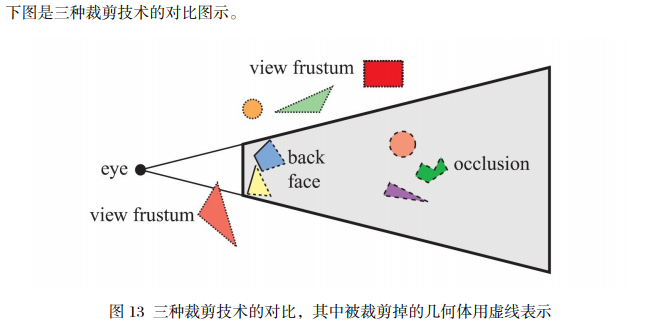 下图是三种裁剪技术的对比图示。
view frustum
eye
back
face
occlusion
view frustum
图 13 三种裁剪技术的对比，其中被裁剪掉的几何体用虚线表示